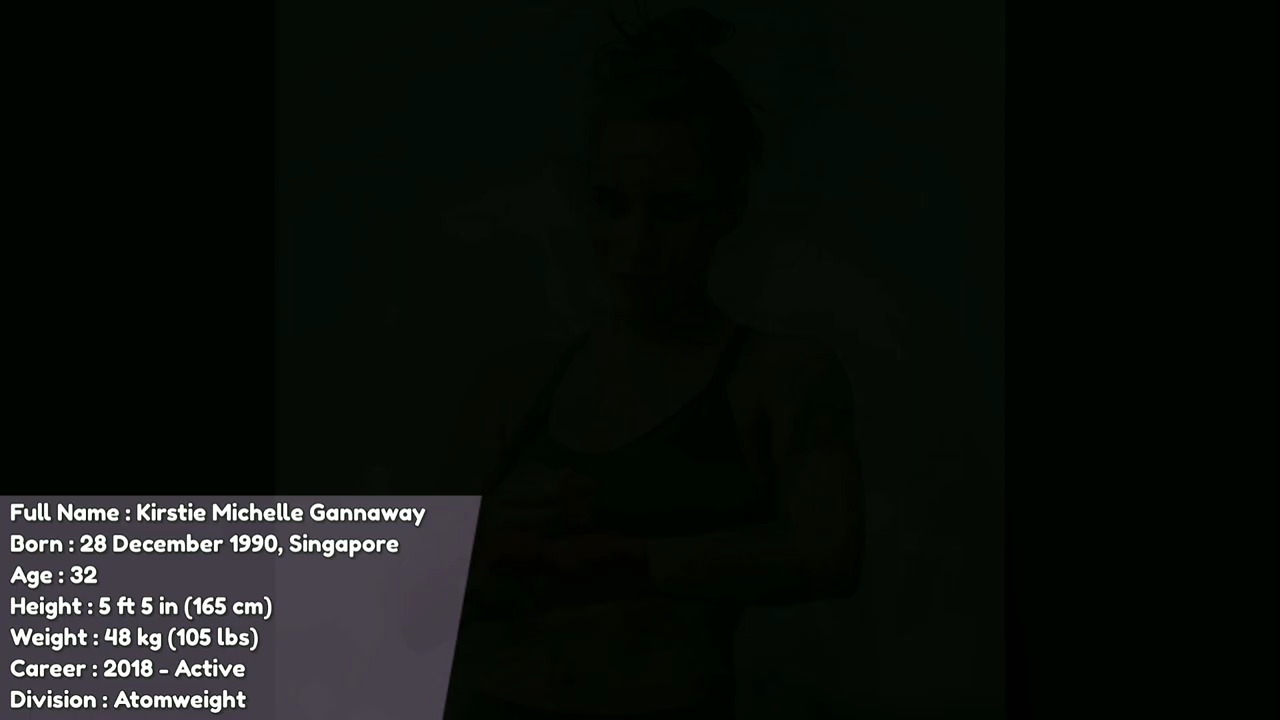 Full Name : Kirstie Michelle Gannaway
Born : 28 December 1990, Singapore
Age : 32
Height : 5 ft 5 in (165 cm)
Weight : 48 kg (105 lbs)
Career : 2018 - Active
Division : Atomweight